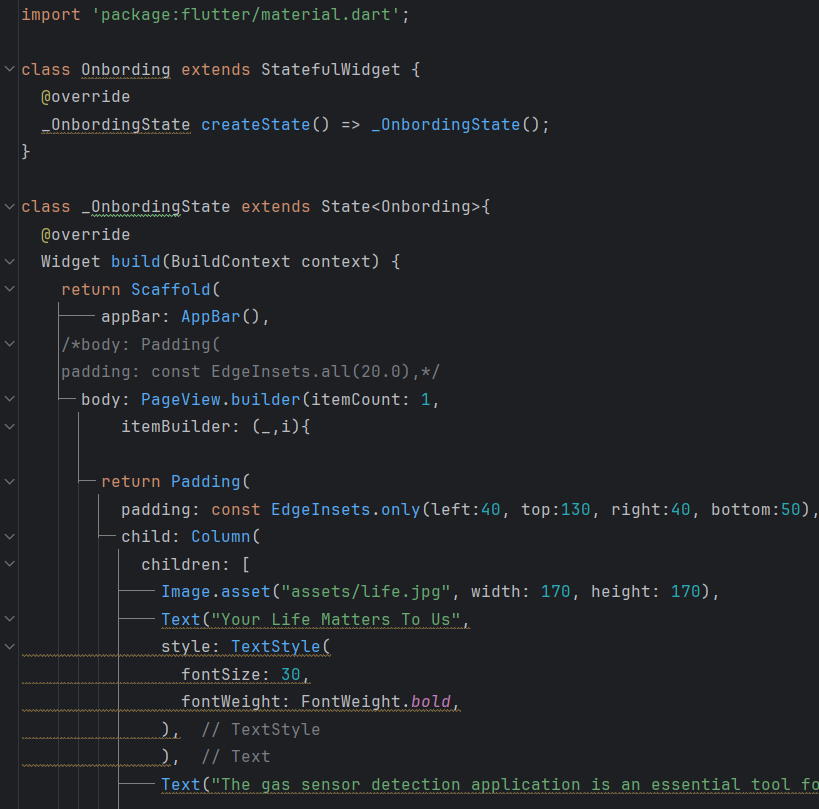 import 'package:flutter/material.dart';
class Onbording extends StatefulWidget {
@override
_OnbordingState createState() => _OnbordingState();
}
class _OnbordingState extends State<Onbording>{
@override
Widget build(BuildContext context) {
return Scaffold(
appBar: AppBar(),
/*body: Padding(
padding: const EdgeInsets.all(20.0),*/
body: PageView.builder(itemCount: 1,
itemBuilder: (_,i){
return Padding(
padding: const EdgeInsets.only(left:40, top:130, right:40, bottom:50),
child: Column(
children: [
Image.asset("assets/life.jpg", width: 170, height: 170),
Text("Your Life Matters To Us",
style: TextStyle(
fontSize: 30,
fontWeight: FontWeight.bold,
), // TextStyle
), // Text
Text("The gas sensor detection application is an essential tool fo